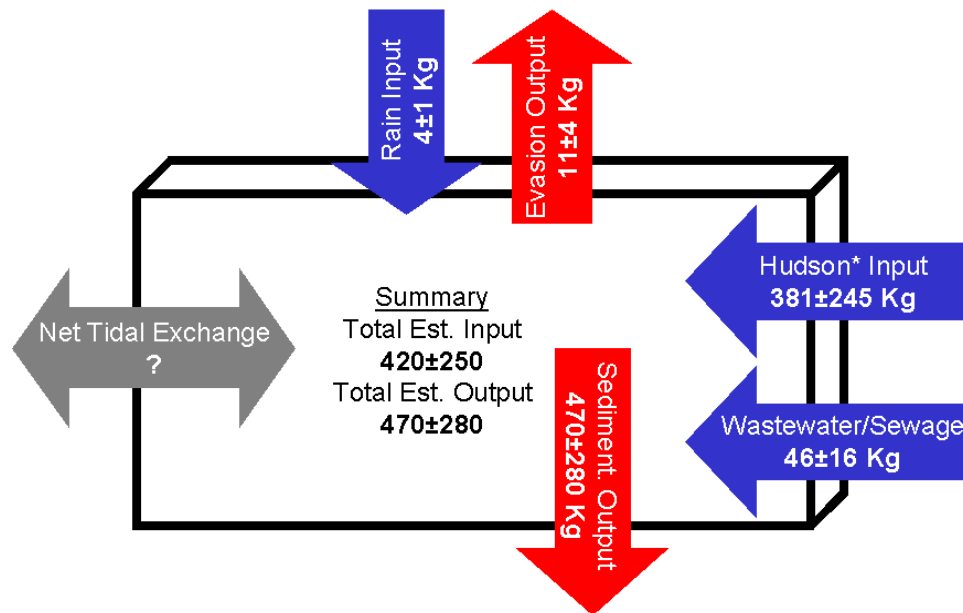 Rain Input
4±1 Kg
Evasion Output
11±4 Kg
Hudson* Input
381±245 Kg
Net Tidal Exchange
?
Summary
Total Est. Input
420±250
Total Est. Output
470±280
Sediment. Output
470±280 Kg
Wastewater/Sewage
46±16 Kg